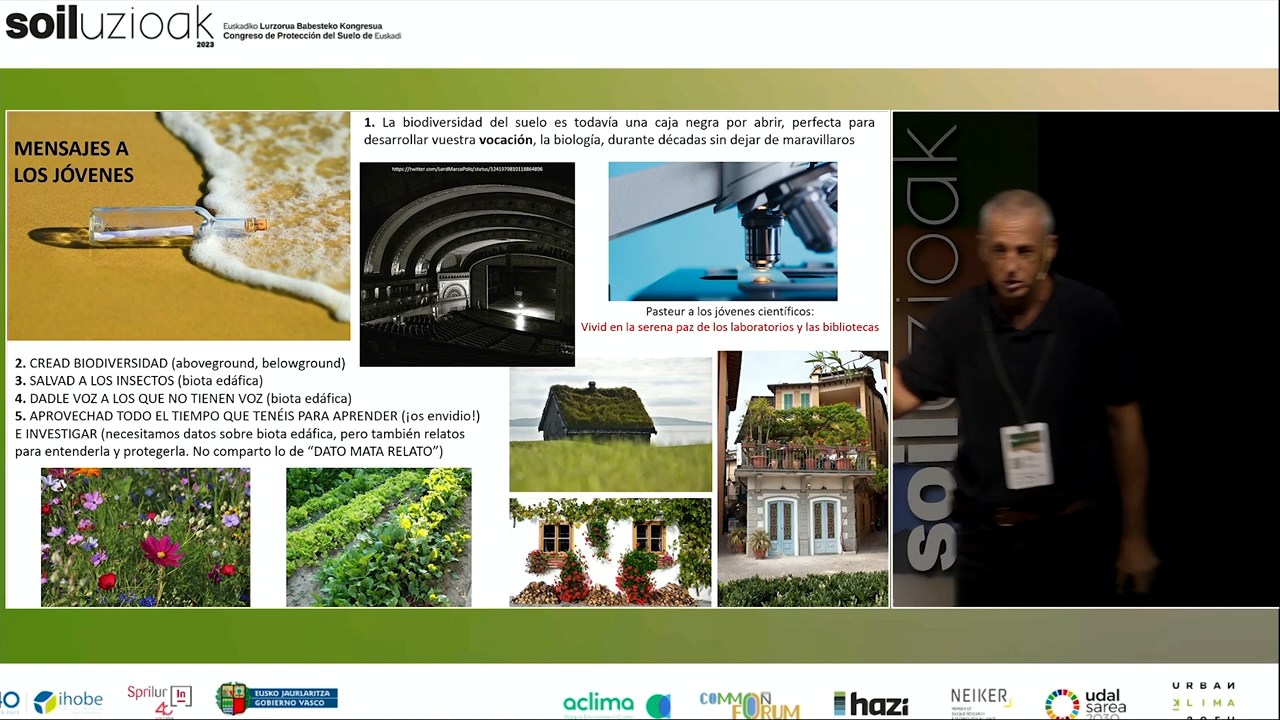 soiluzioak
2023
Euskadiko Lurzorua Babesteko Kongresua
Congreso de Protección del Suelo de Euskadi
MENSAJES A
LOS JÓVENES
1. La biodiversidad del suelo es todavía una caja negra por abrir, perfecta para
desarrollar vuestra vocación, la biología, durante décadas sin dejar de maravillaros
https://twitter.com/LordMarcoPolo/status/1241979810118864896
Pasteur a los jóvenes científicos:
Vivid en la serena paz de los laboratorios y las bibliotecas
2. CREAD BIODIVERSIDAD (aboveground, belowground)
3. SALVAD A LOS INSECTOS (biota edáfica)
4. DADLE VOZ A LOS QUE NO TIENEN VOZ (biota edáfica)
5. APROVECHAD TODO EL TIEMPO QUE TENÉIS PARA APRENDER (¡os envidio!)
E INVESTIGAR (necesitamos datos sobre biota edáfica, pero también relatos
para entenderla y protegerla. No comparto lo de “DATO MATA RELATO”)
ihobe
Sprilur
EUSKO JAURLARITZA
GOBIERNO VASCO
aclima
COMMON
FORUM
hazi
NEIKER
udal
sarea
2030
URBAN
KLIMA